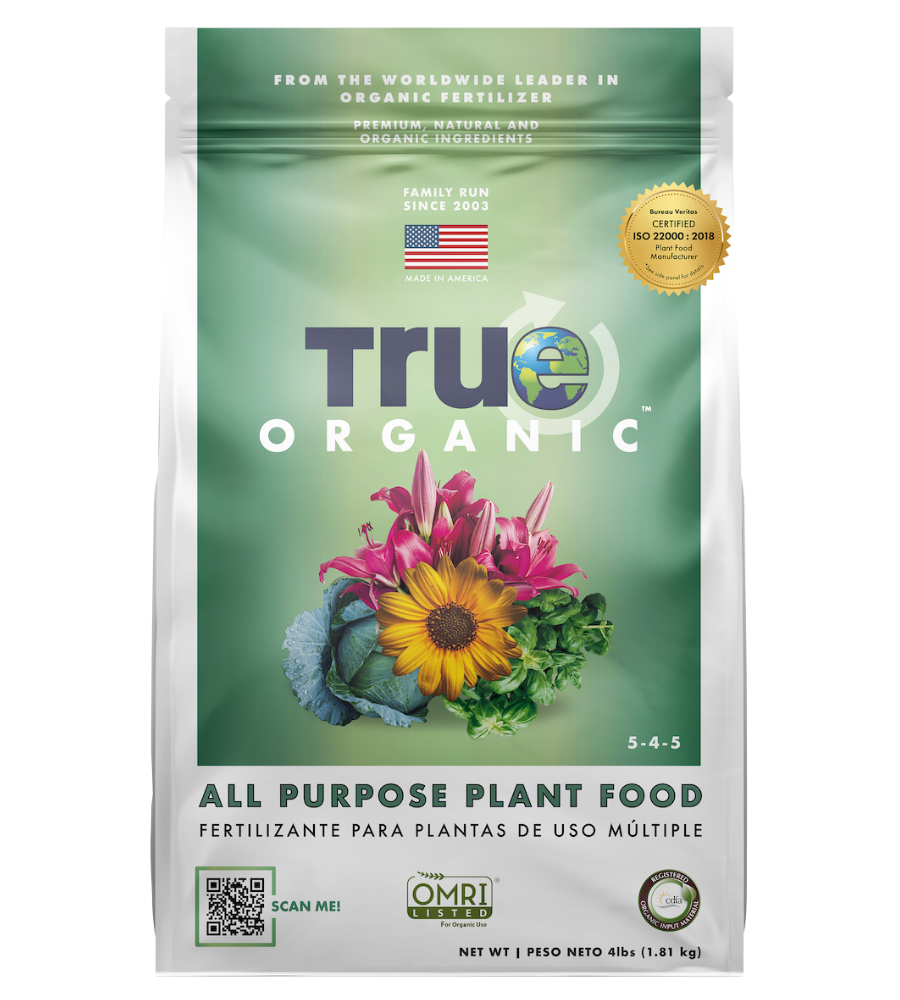 FROM THE WORLDWIDE LEADER IN
ORGANIC FERTILIZER
PREMIUM, NATURAL AND
ORGANIC INGREDIENTS
FAMILY RUN
SINCE 2003
MADE IN AMERICA
Bureau Veritas
CERTIFIED
ISO 22000 : 2018
Plant Food
Manufacturer
*See side panel for details
True
ORGANIC™
5-4-5
ALL PURPOSE PLANT FOOD
FERTILIZANTE PARA PLANTAS DE USO MÚLTIPLE
SCAN ME!
OMRI®
LISTED
For Organic Use
REGISTERED
cdfa
ORGANIC INPUT MATERIAL
NET WT | PESO NETO 4lbs (1.81 kg)